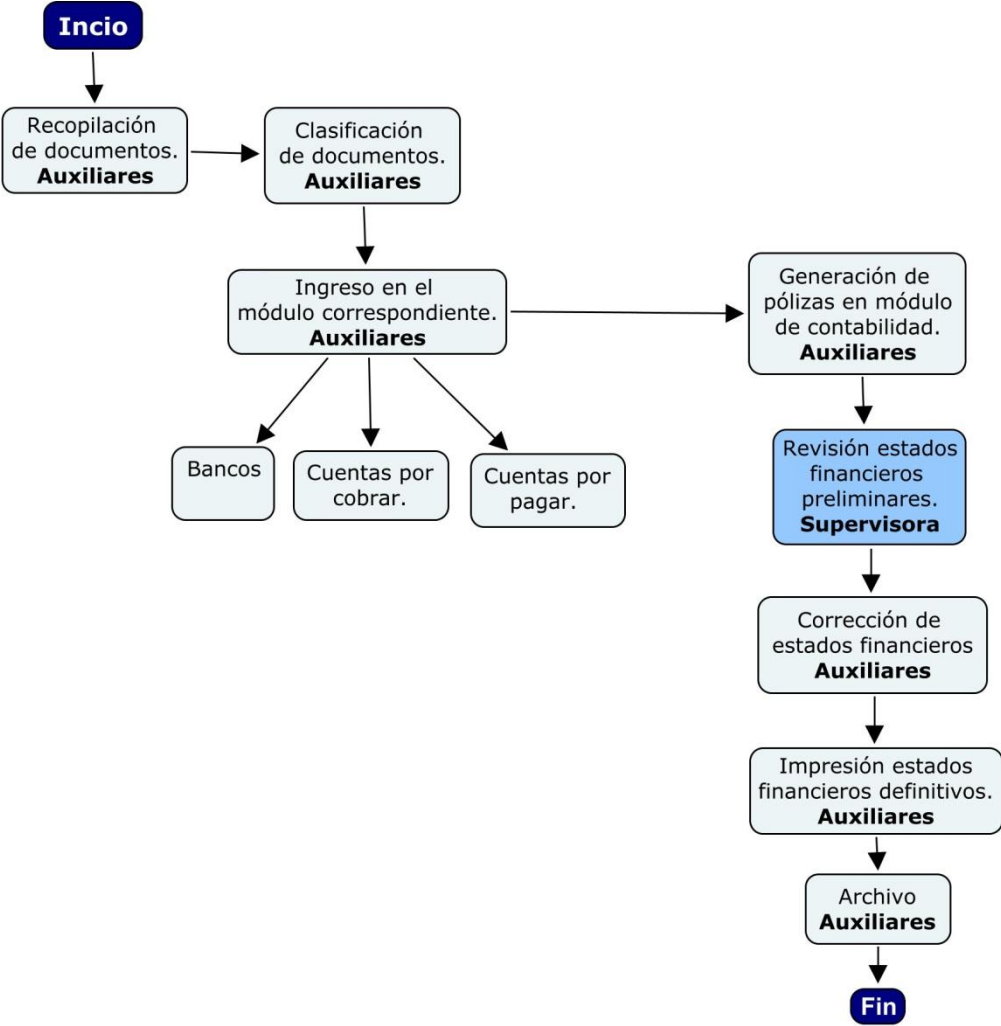 Incio
Recopilación
de documentos.
Auxiliares
Clasificación
de documentos.
Auxiliares
Ingreso en el
módulo correspondiente.
Auxiliares
Bancos
Cuentas por
cobrar.
Cuentas por
pagar.
Generación de
pólizas en módulo
de contabilidad.
Auxiliares
Revisión estados
financieros
preliminares.
Supervisora
Corrección de
estados financieros
Auxiliares
Impresión estados
financieros definitivos.
Auxiliares
Archivo
Auxiliares
Fin